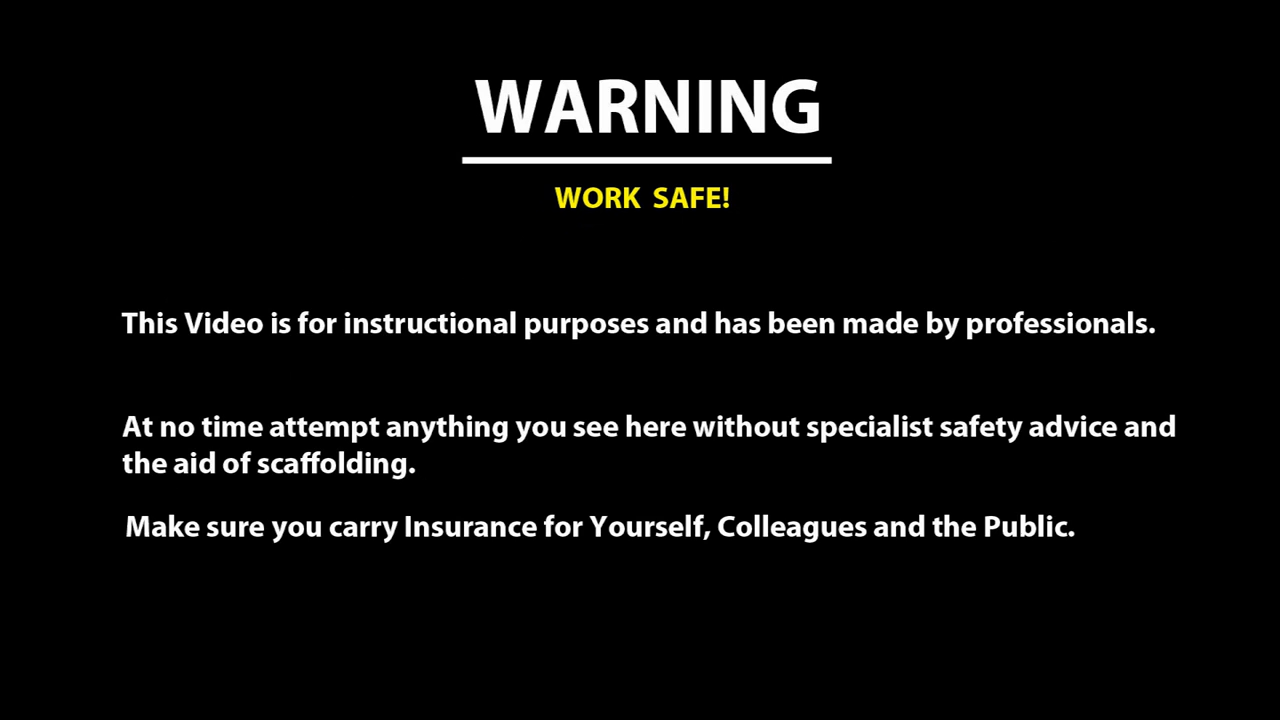 WARNING
WORK SAFE!
This Video is for instructional purposes and has been made by professionals.
At no time attempt anything you see here without specialist safety advice and
the aid of scaffolding.
Make sure you carry Insurance for Yourself, Colleagues and the Public.